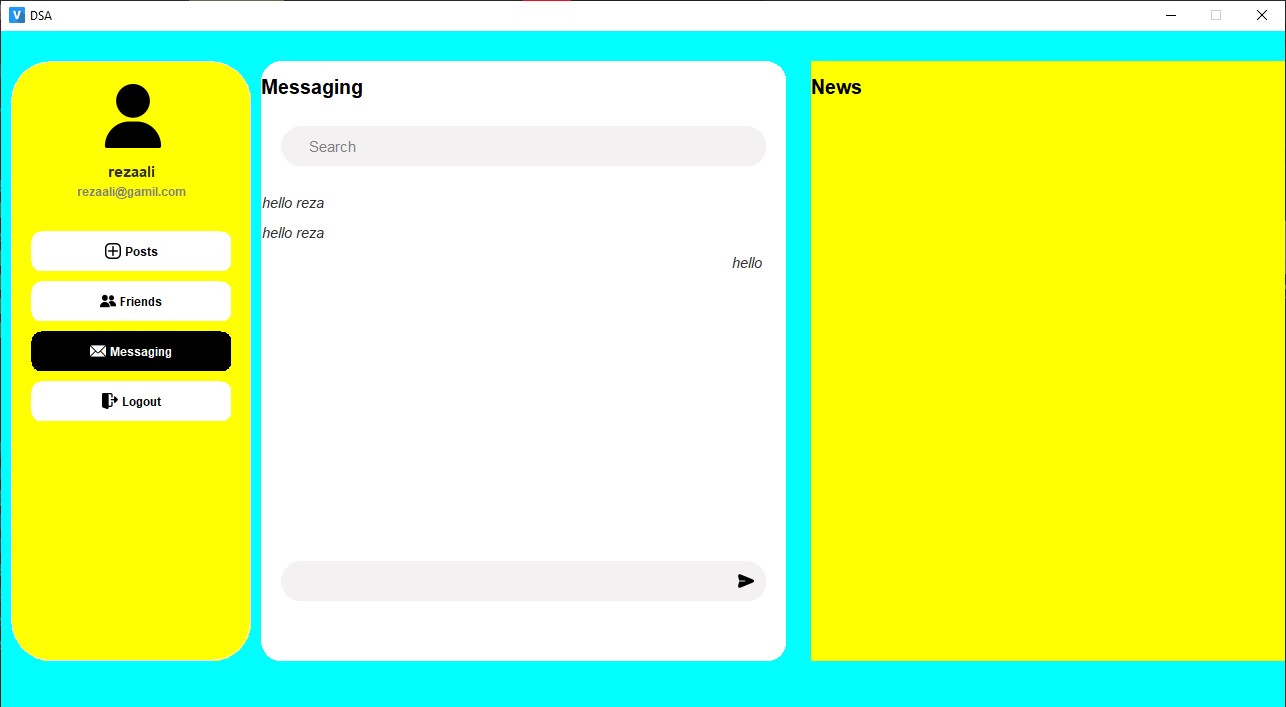 V DSA
rezaali
rezaali@gamil.com
Posts
Friends
Messaging
Logout
Messaging
Search
hello reza
hello reza
hello
News